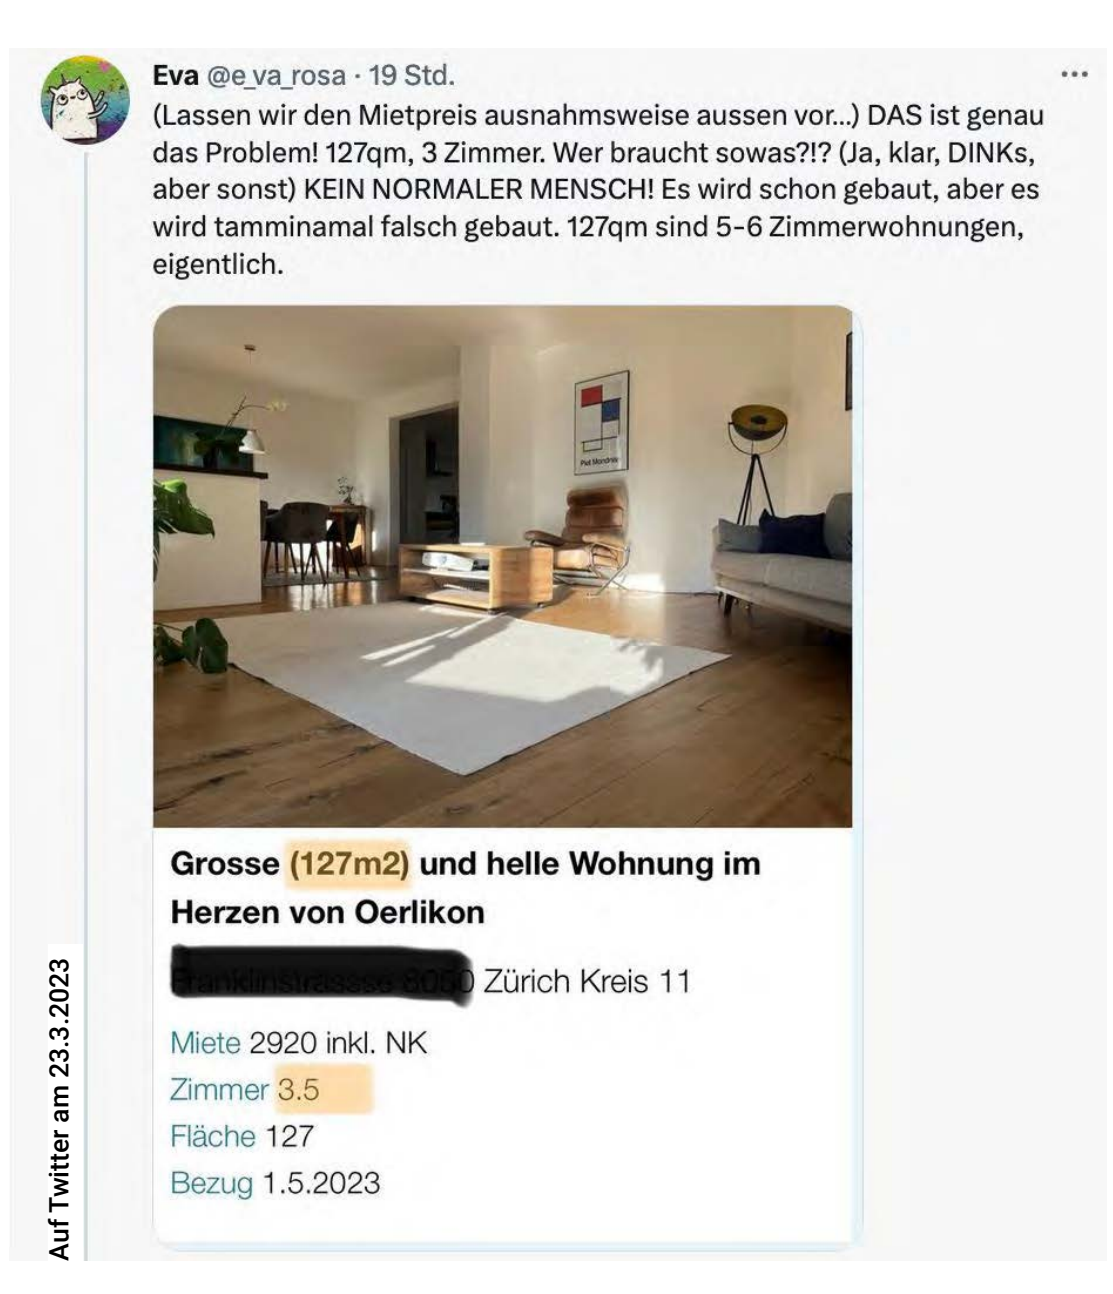 Eva @e_va_rosa · 19 Std.
(Lassen wir den Mietpreis ausnahmsweise aussen vor...) DAS ist genau
das Problem! 127qm, 3 Zimmer. Wer braucht sowas?!? (Ja, klar, DINKs,
aber sonst) KEIN NORMALER MENSCH! Es wird schon gebaut, aber es
wird tamminamal falsch gebaut. 127qm sind 5-6 Zimmerwohnungen,
eigentlich.
Piet Mondrian
Grosse (127m2) und helle Wohnung im
Herzen von Oerlikon
Zürich Kreis 11
Miete 2920 inkl. NK
Zimmer 3.5
Fläche 127
Bezug 1.5.2023
Auf Twitter am 23.3.2023